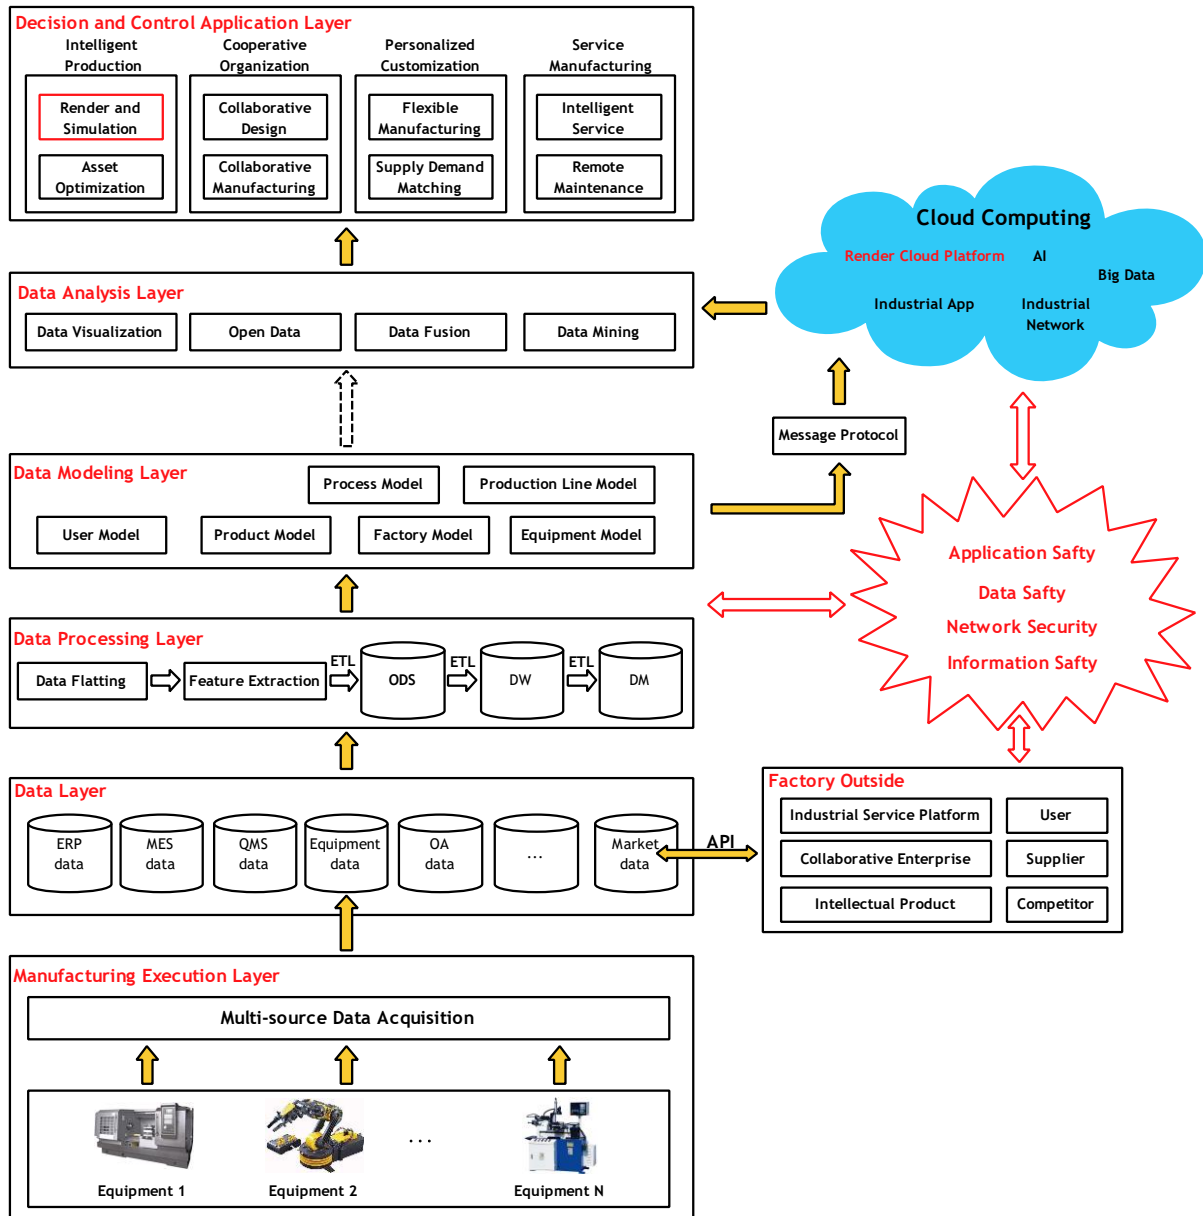 Decision and Control Application Layer
Intelligent
Production
Cooperative
Organization
Personalized
Customization
Service
Manufacturing
Render and
Simulation
Collaborative
Design
Flexible
Manufacturing
Intelligent
Service
Asset
Optimization
Collaborative
Manufacturing
Supply Demand
Matching
Remote
Maintenance
Cloud Computing
Render Cloud Platform
AI
Big Data
Industrial App
Industrial
Network
Data Analysis Layer
Data Visualization
Open Data
Data Fusion
Data Mining
Message Protocol
Data Modeling Layer
Process Model
Production Line Model
User Model
Product Model
Factory Model
Equipment Model
Application Safty
Data Safty
Network Security
Information Safty
Data Processing Layer
Data Flatting
Feature Extraction
ETL
ODS
ETL
DW
ETL
DM
Data Layer
ERP
data
MES
data
QMS
data
Equipment
data
OA
data
...
Market
data
API
Factory Outside
Industrial Service Platform
User
Collaborative Enterprise
Supplier
Intellectual Product
Competitor
Manufacturing Execution Layer
Multi-source Data Acquisition
...
Equipment 1
Equipment 2
Equipment N